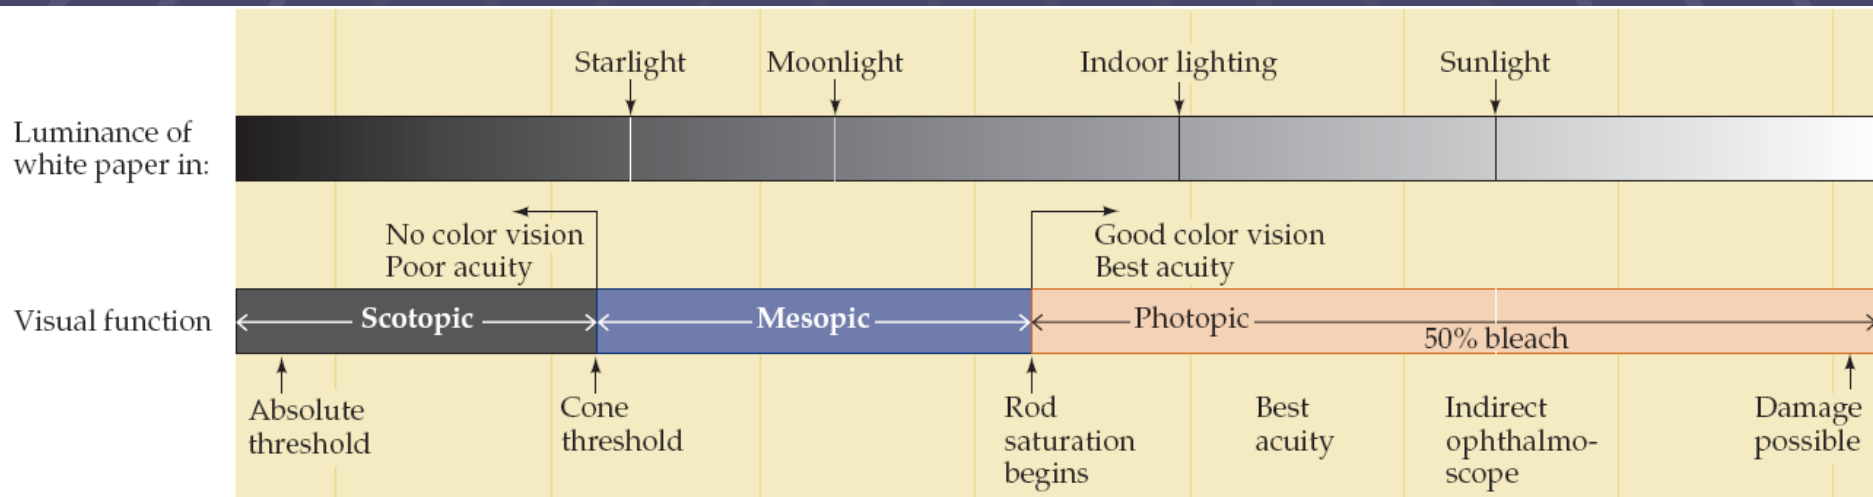 Starlight Moonlight Indoor lighting Sunlight
Luminance of
white paper in:
No color vision
Poor acuity
Good color vision
Best acuity
Visual function
Scotopic Mesopic Photopic
50% bleach
Absolute
threshold
Cone
threshold
Rod
saturation
begins
Best
acuity
Indirect
ophthalmo-
scope
Damage
possible